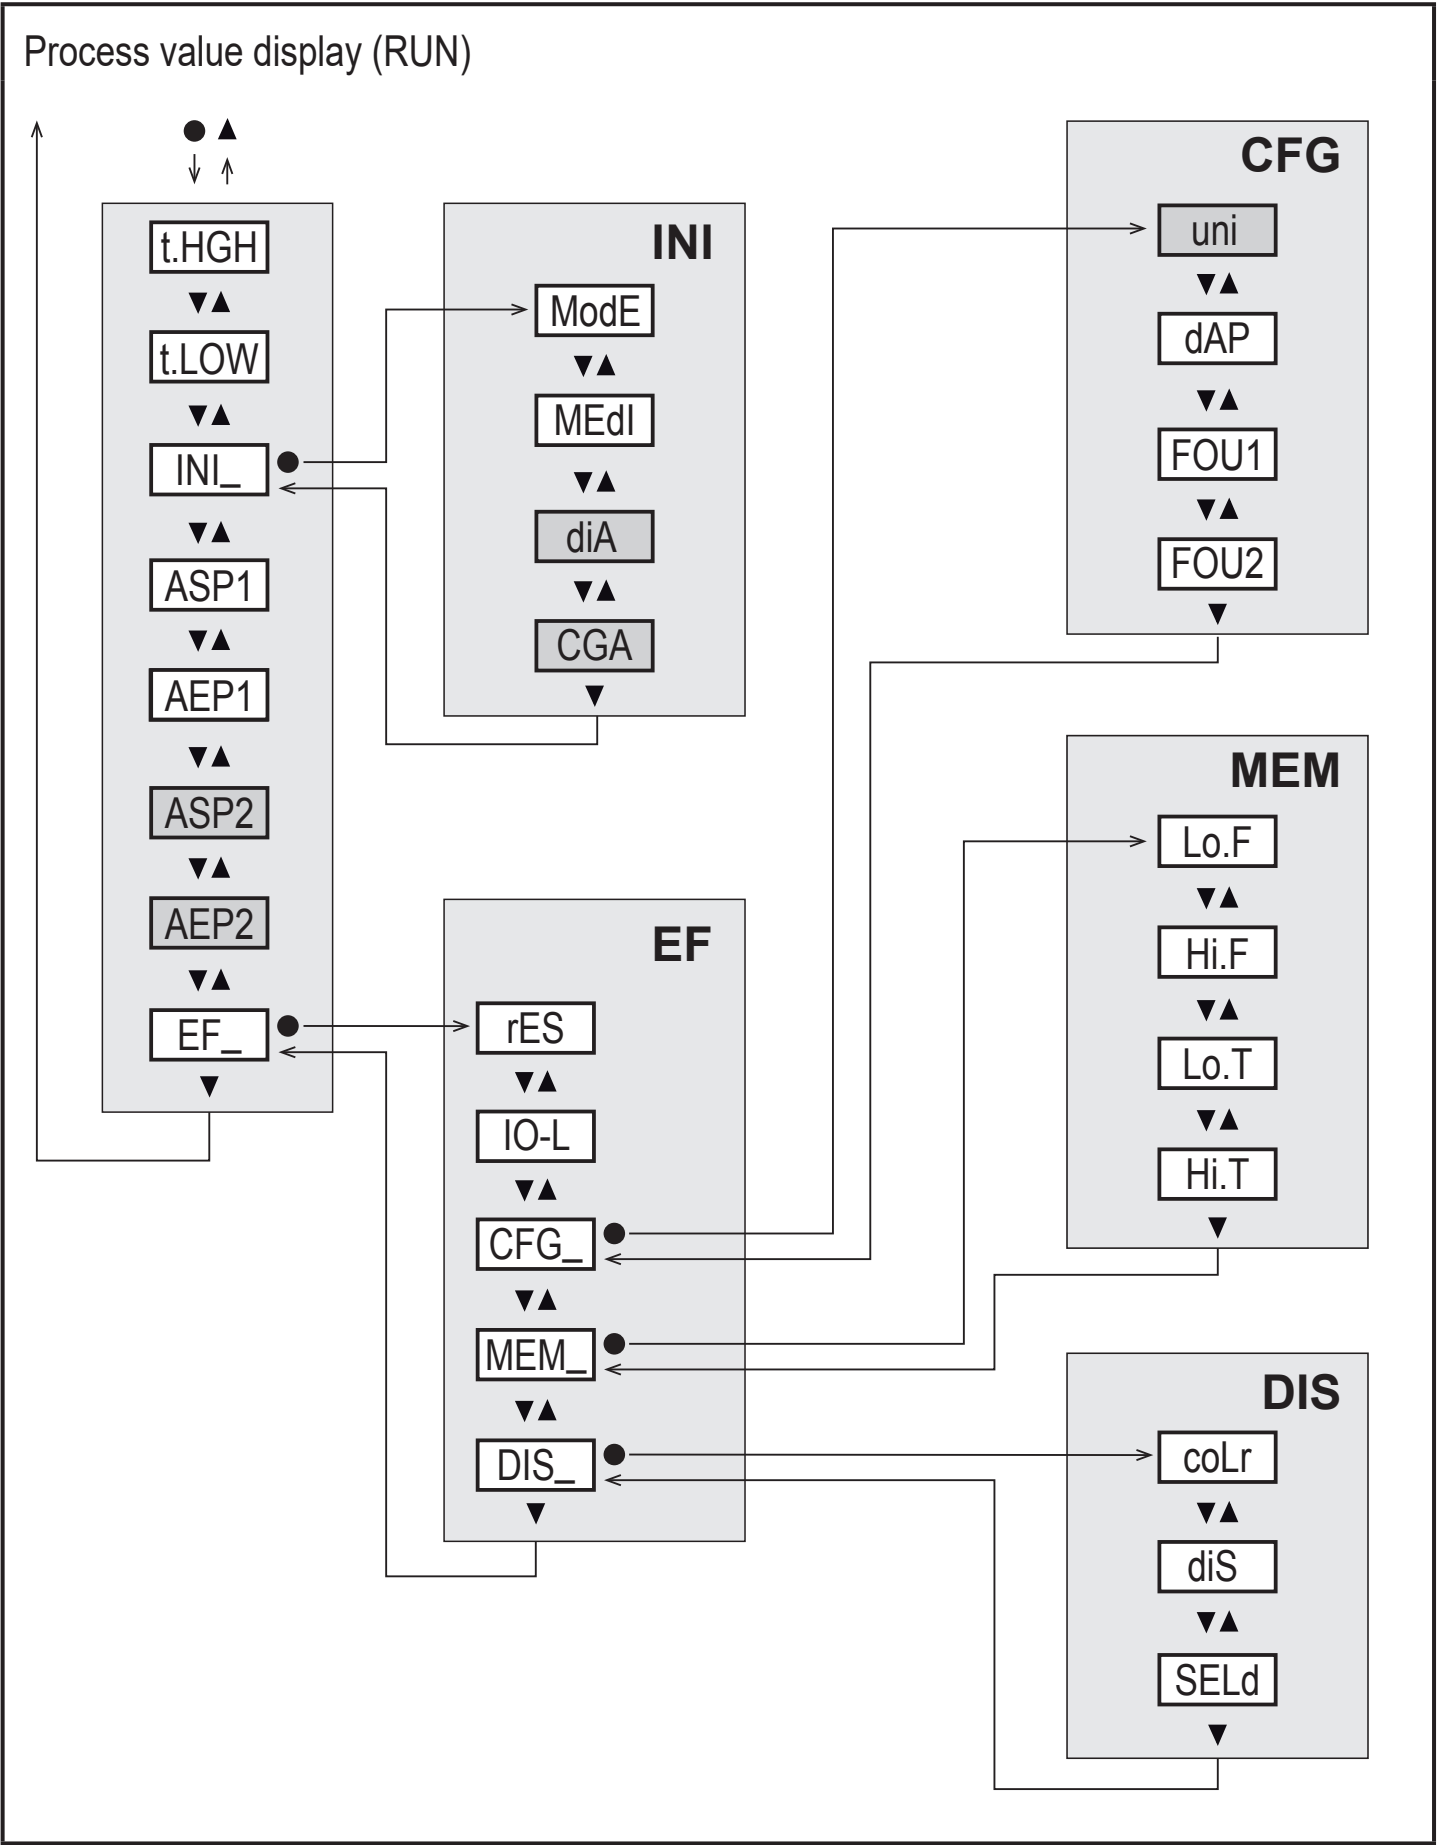 Process value display (RUN)
t.HGH
t.LOW
INI_
ASP1
AEP1
ASP2
AEP2
EF_
INI
ModE
MEdI
diA
CGA
EF
rES
IO-L
CFG_
MEM_
DIS_
CFG
uni
dAP
FOU1
FOU2
MEM
Lo.F
Hi.F
Lo.T
Hi.T
DIS
coLr
diS
SELd